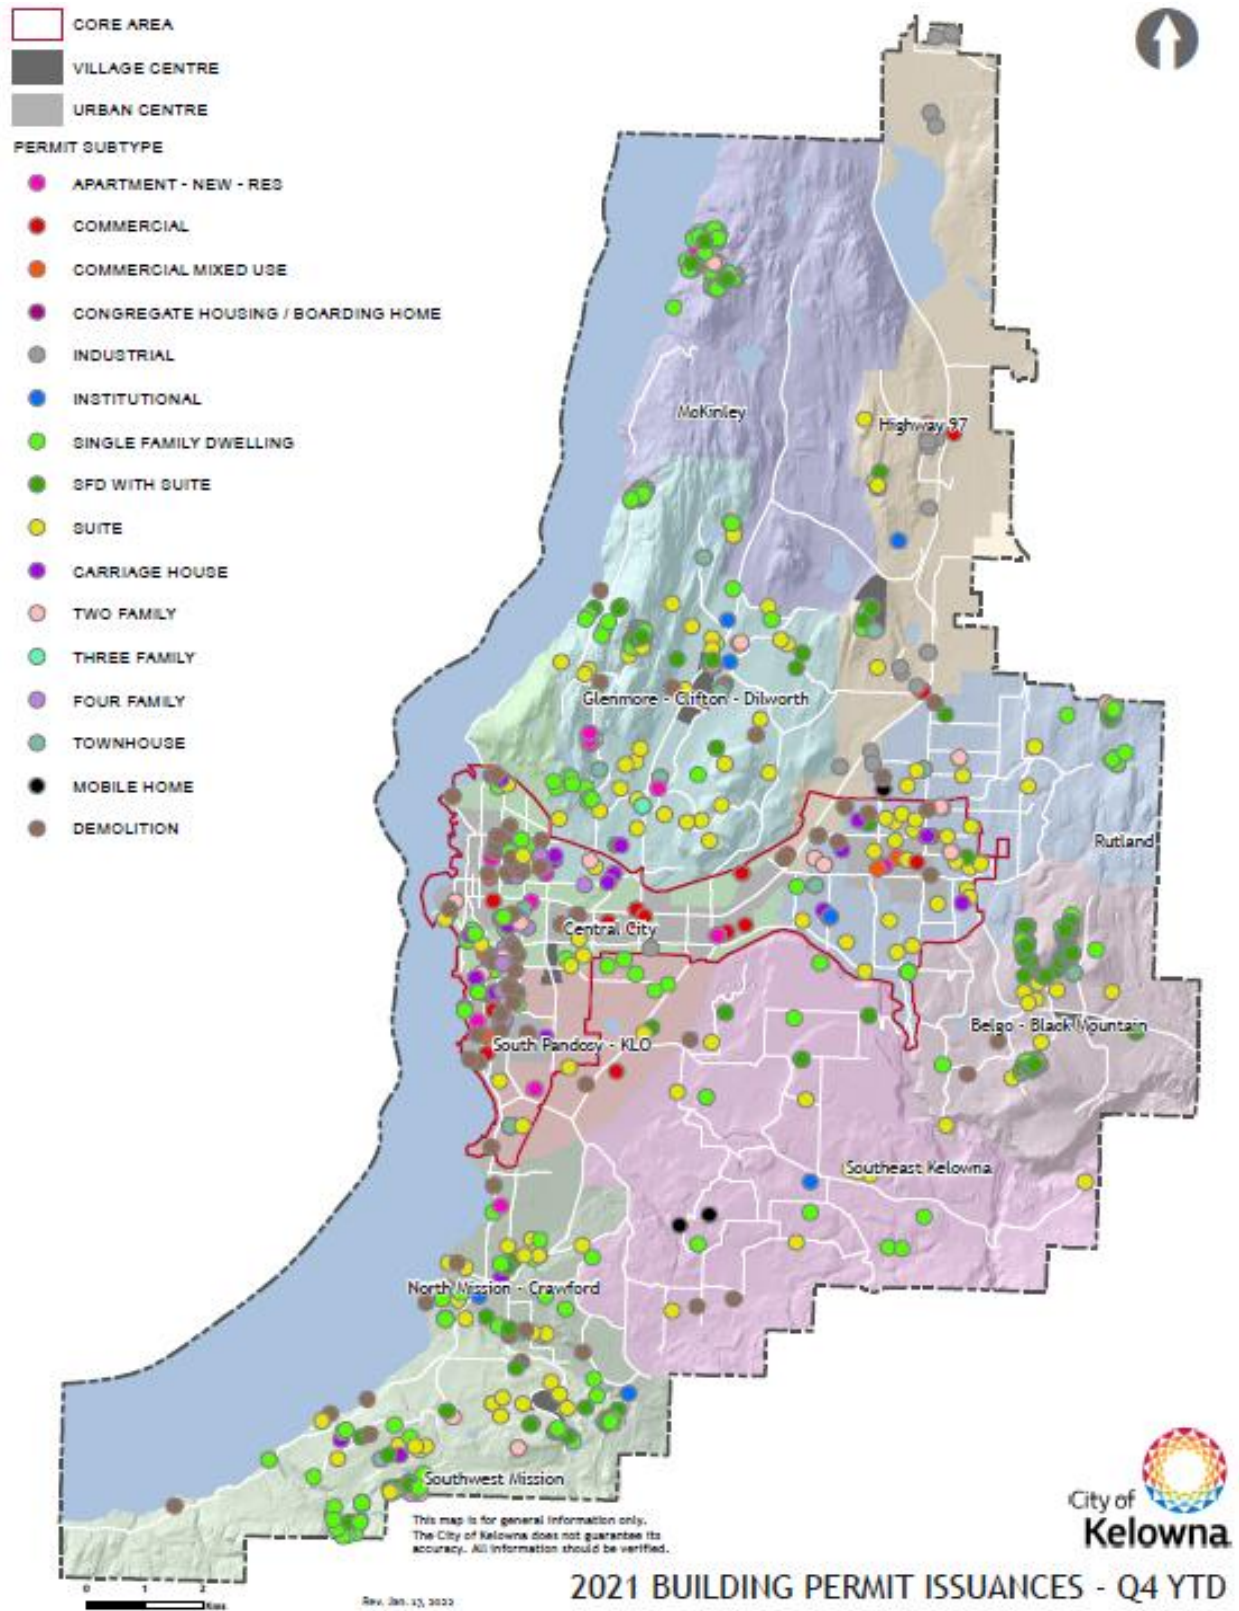 CORE AREA
VILLAGE CENTRE
URBAN CENTRE
PERMIT SUBTYPE
APARTMENT - NEW - RES
COMMERCIAL
COMMERCIAL MIXED USE
CONGREGATE HOUSING / BOARDING HOME
INDUSTRIAL
INSTITUTIONAL
SINGLE FAMILY DWELLING
SFD WITH SUITE
SUITE
CARRIAGE HOUSE
TWO FAMILY
THREE FAMILY
FOUR FAMILY
TOWNHOUSE
MOBILE HOME
DEMOLITION
McKinley
Highway 97
Glenmore - Clifton - Dilworth
Rutland
Central City
Belgo - Black Mountain
South Pandosy - KLO
Southeast Kelowna
North Mission - Crawford
Southwest Mission
This map is for general information only.
The City of Kelowna does not guarantee its
accuracy. All information should be verified.
City of
Kelowna
0 1 2
Kms
Rev. Jan. 17, 2022
2021 BUILDING PERMIT ISSUANCES - Q4 YTD